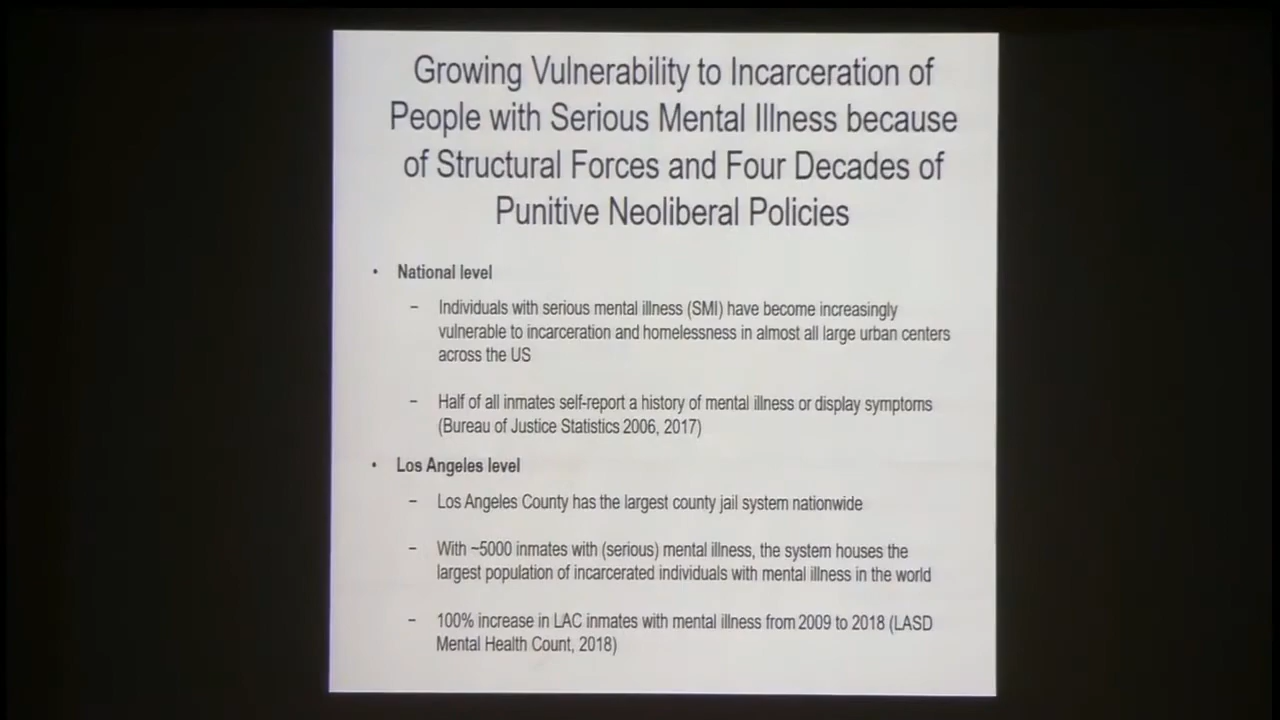 Growing Vulnerability to Incarceration of
People with Serious Mental Illness because
of Structural Forces and Four Decades of
Punitive Neoliberal Policies
• National level
– Individuals with serious mental illness (SMI) have become increasingly
vulnerable to incarceration and homelessness in almost all large urban centers
across the US
– Half of all inmates self-report a history of mental illness or display symptoms
(Bureau of Justice Statistics 2006, 2017)
• Los Angeles level
– Los Angeles County has the largest county jail system nationwide
– With ~5000 inmates with (serious) mental illness, the system houses the
largest population of incarcerated individuals with mental illness in the world
– 100% increase in LAC inmates with mental illness from 2009 to 2018 (LASD
Mental Health Count, 2018)